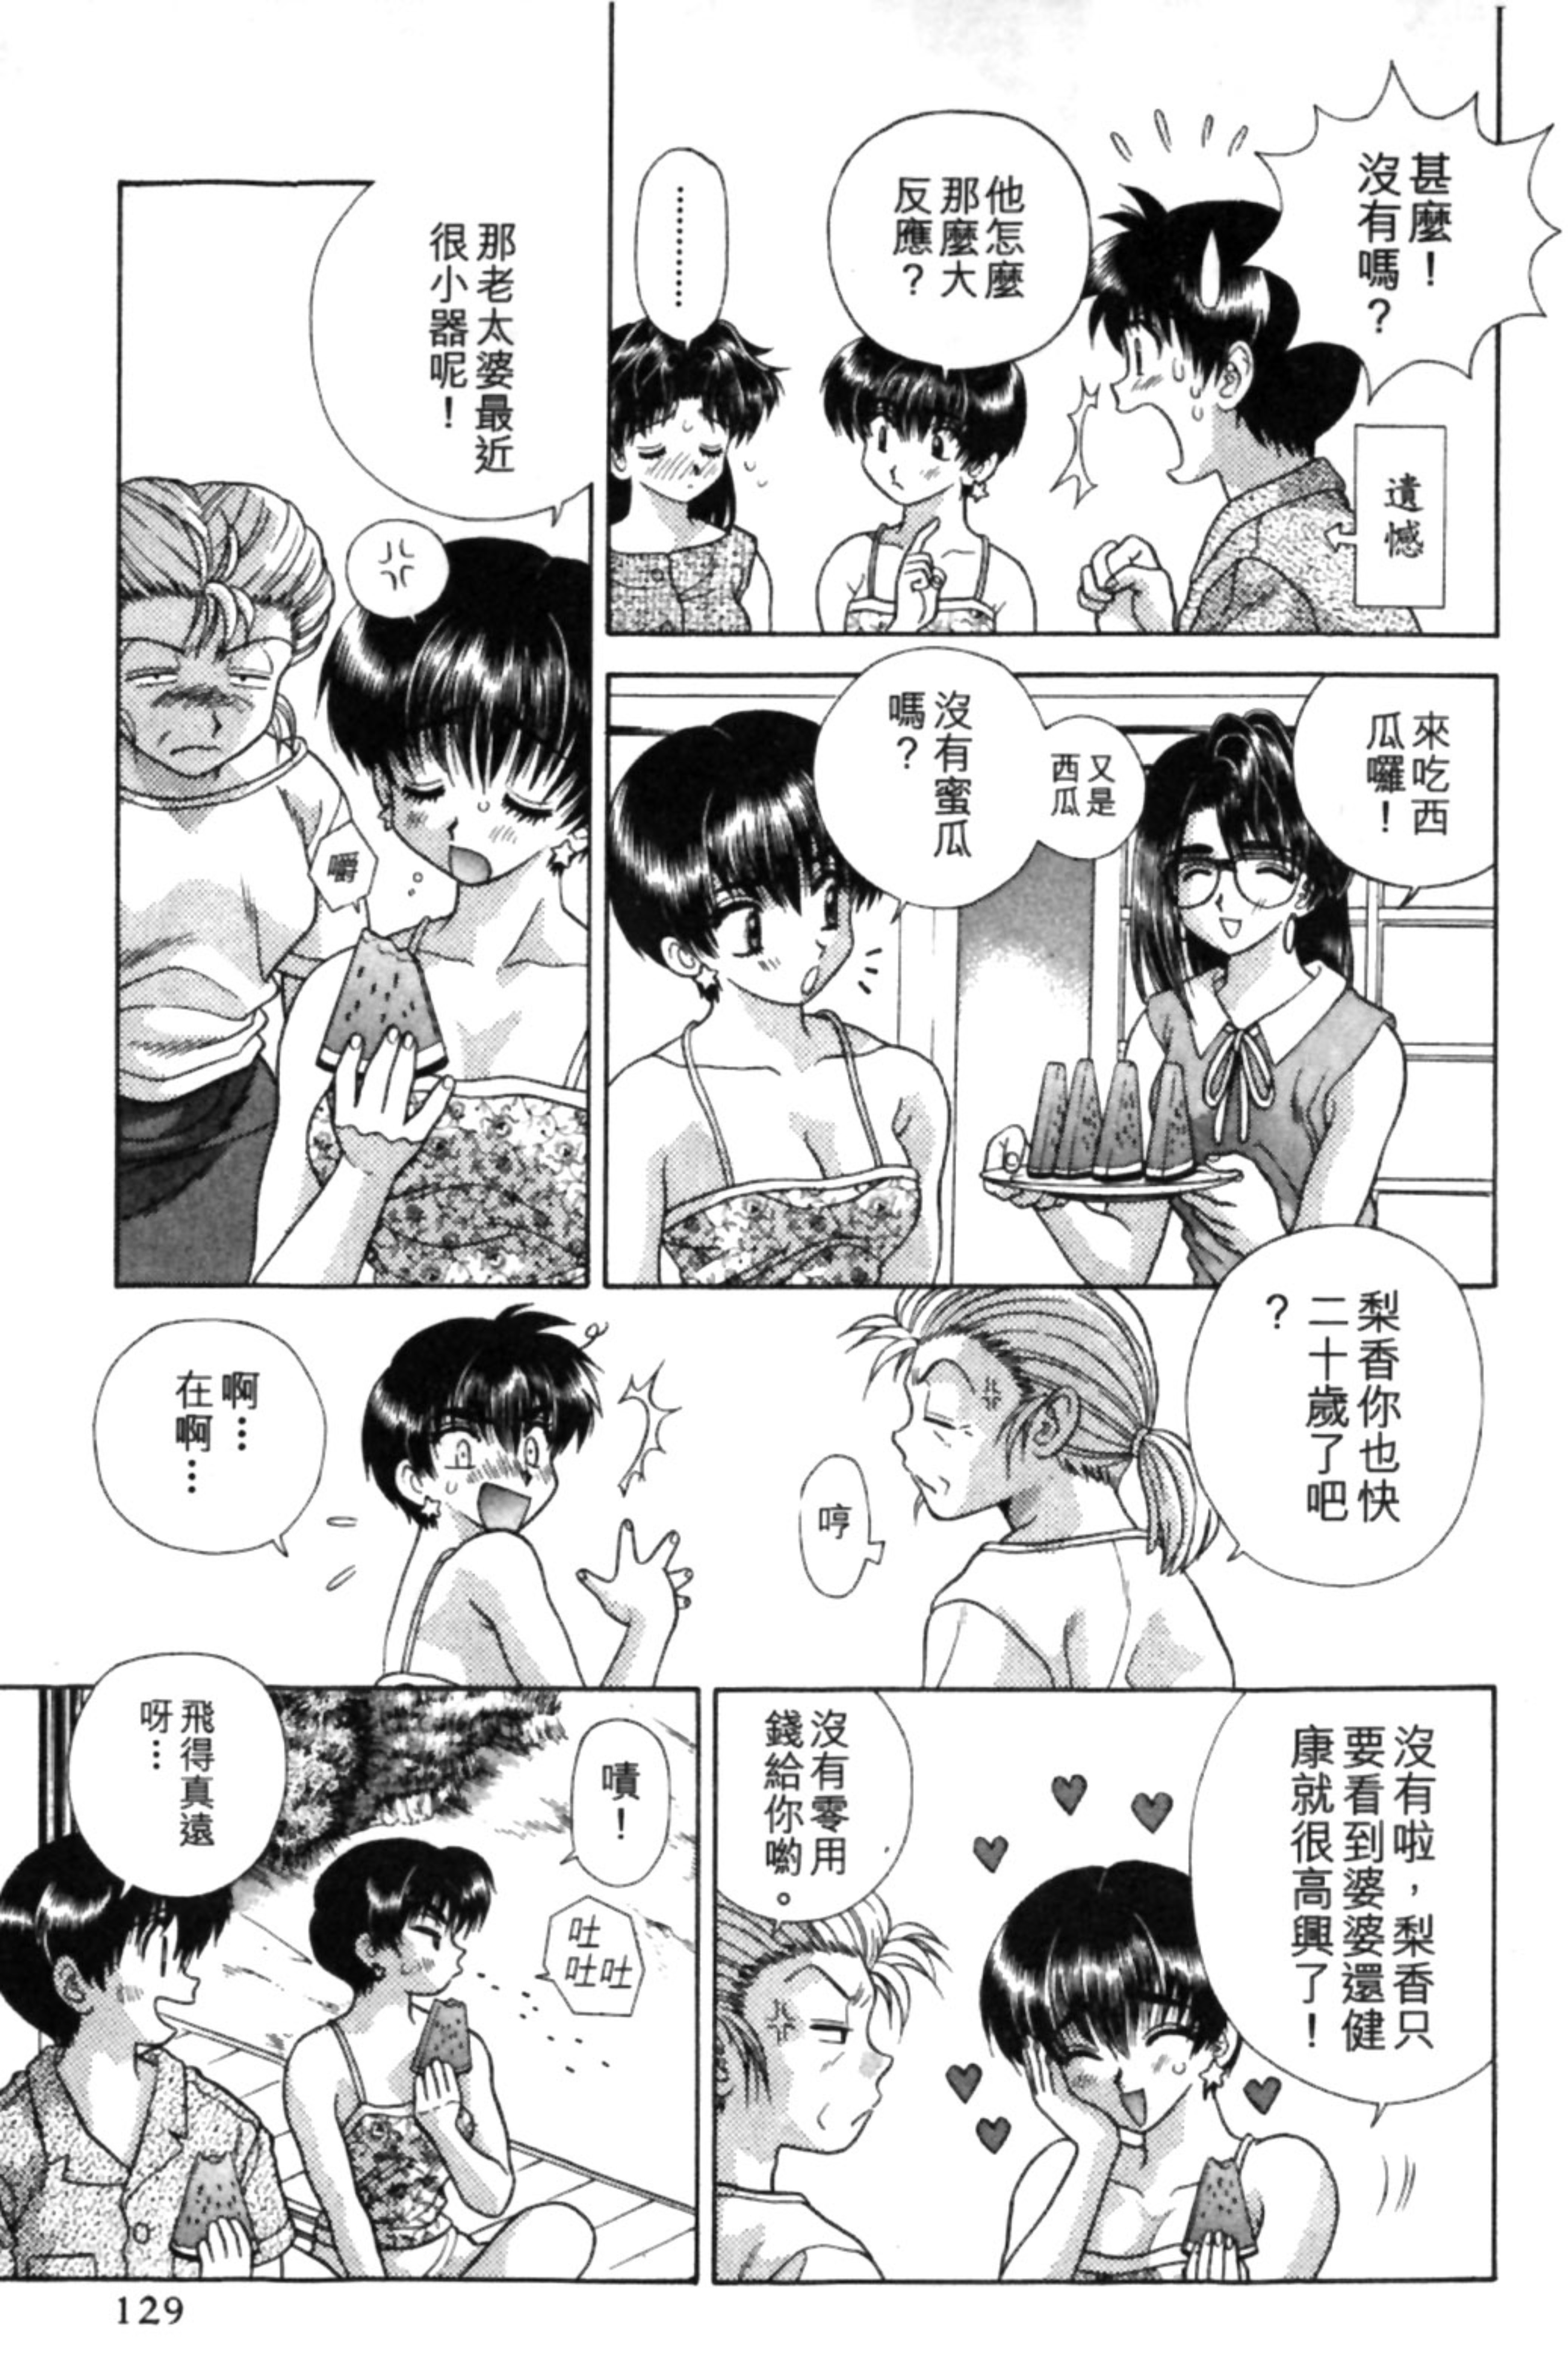 甚麼！
沒有嗎？
遺憾
他怎麼
那麼大
反應？
…………
來吃西
瓜囉！
又是
西瓜
沒有蜜瓜
嗎？
那老太婆最近
很小器呢！
嚼
梨香你也快
二十歲了吧
？
哼
啊…
在啊…
沒有啦，梨香只
要看到婆婆還健
康就很高興了！
沒有零用
錢給你喲。
嘖！
吐
吐吐
飛得真遠
呀…
129